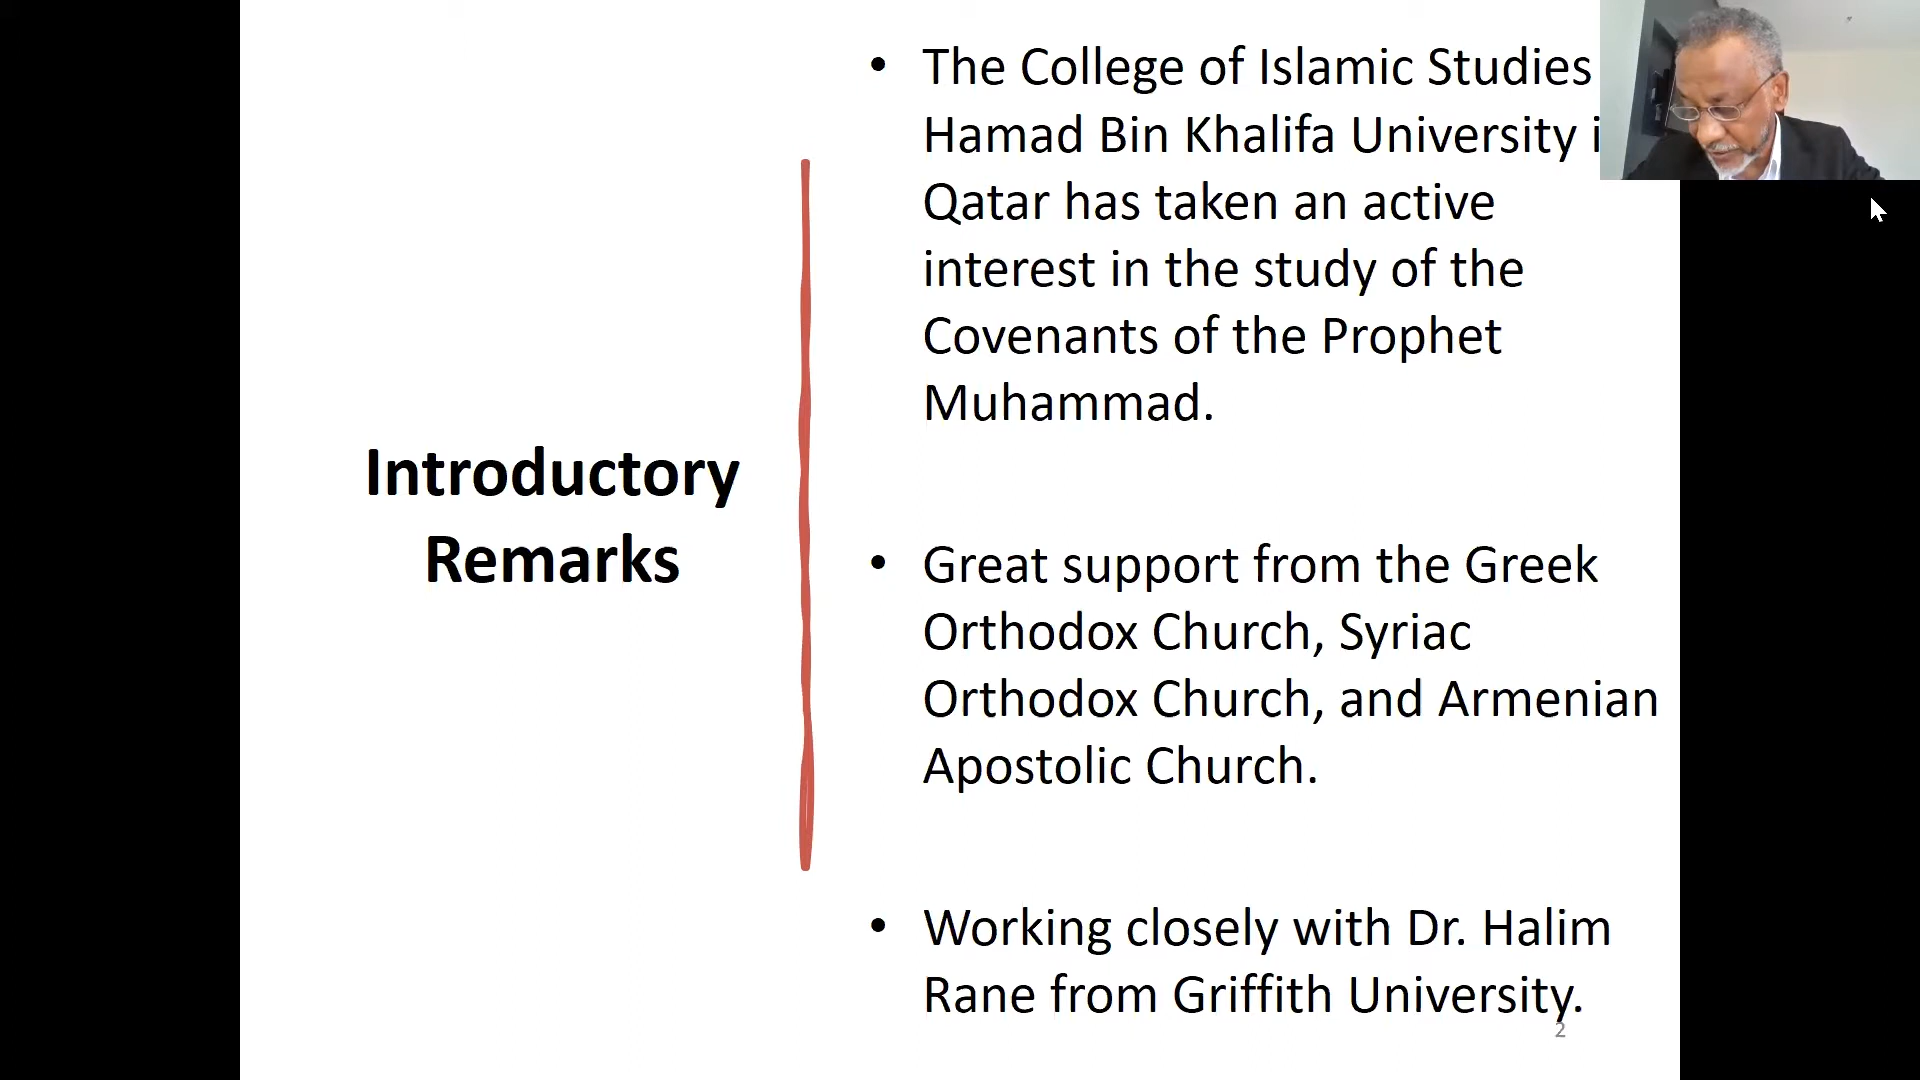 Introductory
Remarks
• The College of Islamic Studies
Hamad Bin Khalifa University
Qatar has taken an active
interest in the study of the
Covenants of the Prophet
Muhammad.
• Great support from the Greek
Orthodox Church, Syriac
Orthodox Church, and Armenian
Apostolic Church.
• Working closely with Dr. Halim
Rane from Griffith University.
2